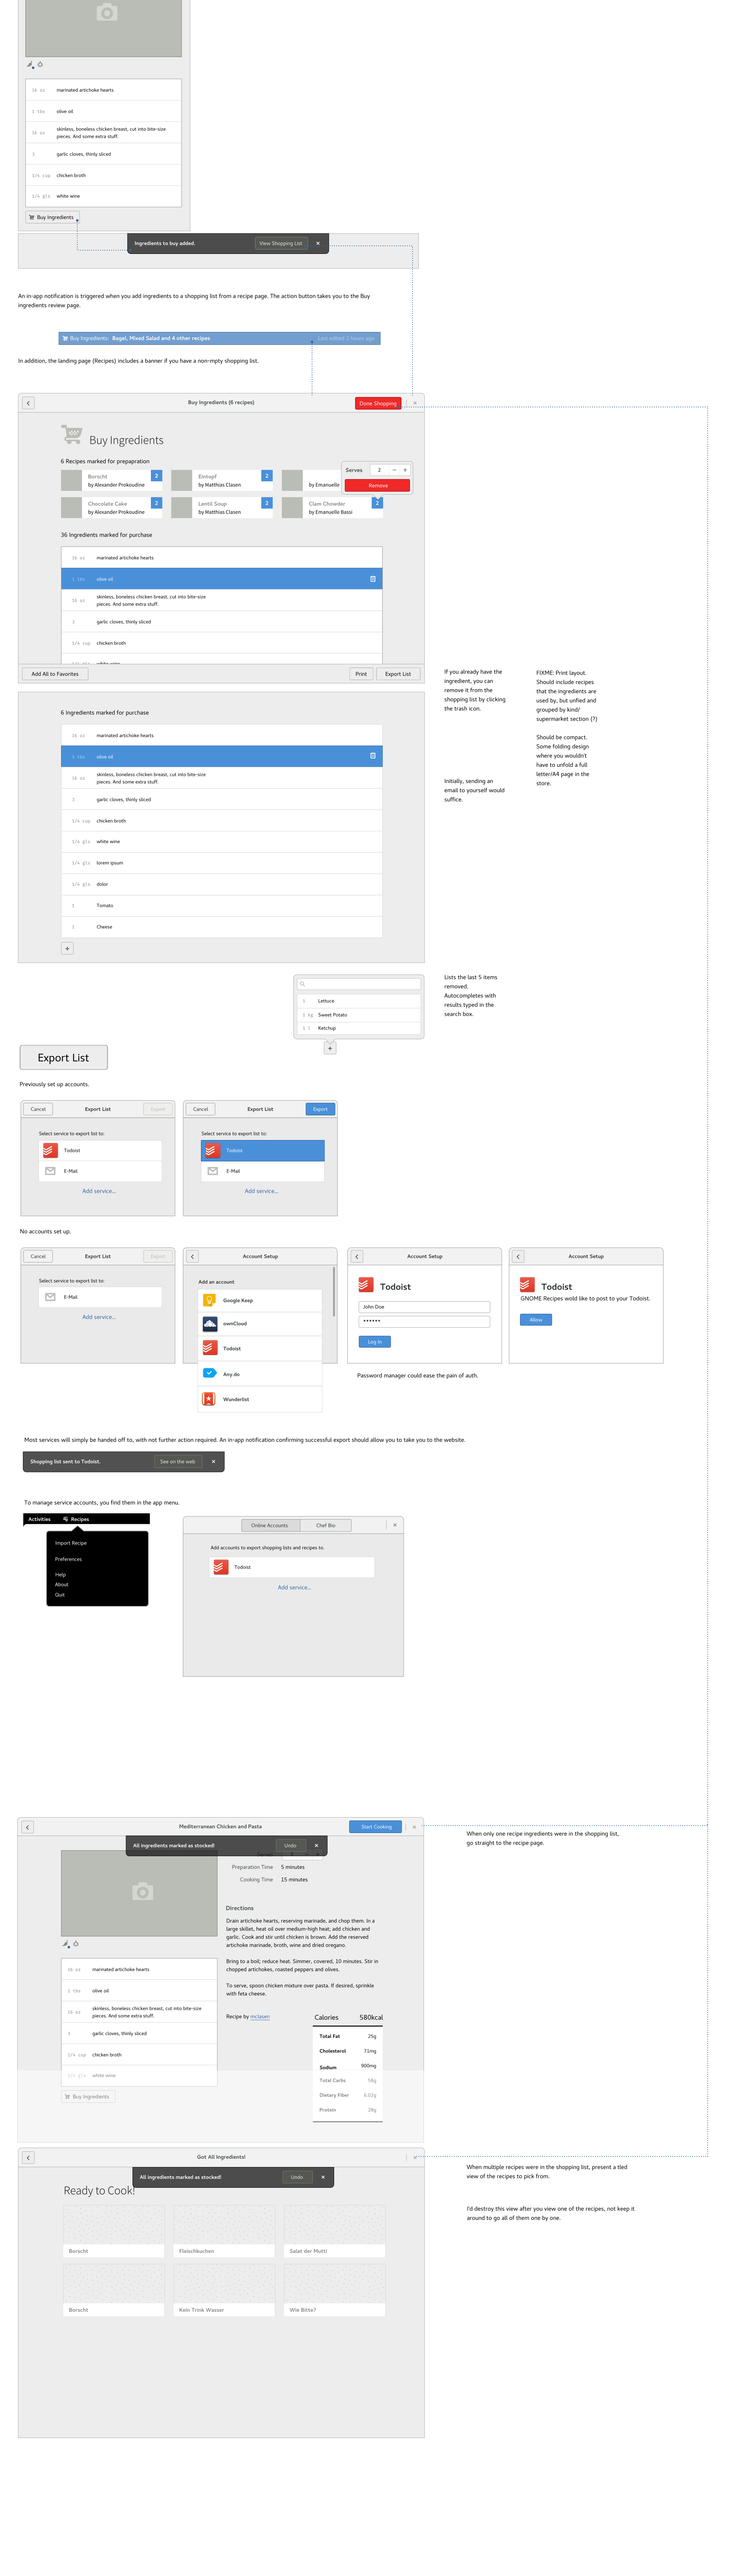 16 oz marinated artichoke hearts
1 tbs olive oil
16 oz skinless, boneless chicken breast, cut into bite-size
pieces. And some extra stuff.
3 garlic cloves, thinly sliced
1/4 cup chicken broth
1/4 gls white wine
Buy Ingredients
Ingredients to buy added. View Shopping List ×
An in-app notification is triggered when you add ingredients to a shopping list from a recipe page. The action button takes you to the Buy
ingredients review page.
Buy Ingredients: Bagel, Mixed Salad and 4 other recipes Last edited 2 hours ago
In addition, the landing page (Recipes) includes a banner if you have a non-empty shopping list.
Buy Ingredients (6 recipes) Done Shopping ×
Buy Ingredients
6 Recipes marked for prepapration
Serves 2 − +
Remove
Borscht 2
by Alexander Prokoudine
Eintopf 2
by Matthias Clasen
by Emanuelle
Chocolate Cake 2
by Alexander Prokoudine
Lentil Soup 2
by Matthias Clasen
Clam Chowder 2
by Emanuelle Bassi
36 Ingredients marked for purchase
16 oz marinated artichoke hearts
1 tbs olive oil
16 oz skinless, boneless chicken breast, cut into bite-size
pieces. And some extra stuff.
3 garlic cloves, thinly sliced
1/4 cup chicken broth
1/4 gls white wine
Add All to Favorites Print Export List
If you already have the
ingredient, you can
remove it from the
shopping list by clicking
the trash icon.
FIXME: Print layout.
Should include recipes
that the ingredients are
used by, but unfied and
grouped by kind/
supermarket section (?)
Should be compact.
Some folding design
where you wouldn't
have to unfold a full
letter/A4 page in the
store.
Initially, sending an
email to yourself would
suffice.
6 Ingredients marked for purchase
16 oz marinated artichoke hearts
1 tbs olive oil
16 oz skinless, boneless chicken breast, cut into bite-size
pieces. And some extra stuff.
3 garlic cloves, thinly sliced
1/4 cup chicken broth
1/4 gls white wine
1/4 gls lorem ipsum
1/4 gls dolor
1 Tomato
1 Cheese
+
1 Lettuce
1 kg Sweet Potato
1 l Ketchup
+
Lists the last 5 items
removed.
Autocompletes with
results typed in the
search box.
Export List
Previously set up accounts.
Cancel Export List Export
Select service to export list to:
Todoist
E-Mail
Add service...
Cancel Export List Export
Select service to export list to:
Todoist
E-Mail
Add service...
No accounts set up.
Cancel Export List Export
Select service to export list to:
E-Mail
Add service...
Account Setup
Add an account
Google Keep
ownCloud
Todoist
Any.do
Wunderlist
Account Setup
Todoist
John Doe
******
Log In
Account Setup
Todoist
GNOME Recipes wold like to post to your Todoist.
Allow
Password manager could ease the pain of auth.
Most services will simply be handed off to, with not further action required. An in-app notification confirming successful export should allow you to take you to the website.
Shopping list sent to Todoist. See on the web ×
To manage service accounts, you find them in the app menu.
Activities Recipes
Import Recipe
Preferences
Help
About
Quit
Online Accounts Chef Bio ×
Add accounts to export shopping lists and recipes to.
Todoist
Add service...
Mediterranean Chicken and Pasta Start Cooking ×
All ingredients marked as stocked! Undo ×
Preparation Time 5 minutes
Cooking Time 15 minutes
Directions
Drain artichoke hearts, reserving marinade, and chop them. In a
large skillet, heat oil over medium-high heat; add chicken and
garlic. Cook and stir until chicken is brown. Add the reserved
artichoke marinade, broth, wine and dried oregano.
Bring to a boil; reduce heat. Simmer, covered, 10 minutes. Stir in
chopped artichokes, roasted peppers and olives.
To serve, spoon chicken mixture over pasta. If desired, sprinkle
with feta cheese.
Recipe by mclasen
16 oz marinated artichoke hearts
1 tbs olive oil
16 oz skinless, boneless chicken breast, cut into bite-size
pieces. And some extra stuff.
3 garlic cloves, thinly sliced
1/4 cup chicken broth
1/4 gls white wine
Buy Ingredients
Calories 580kcal
Total Fat 25g
Cholesterol 71mg
Sodium 900mg
Total Carbs 58g
Dietary Fiber 6.02g
Protein 28g
When only one recipe ingredients were in the shopping list,
go straight to the recipe page.
Got All Ingredients! ×
All ingredients marked as stocked! Undo ×
Ready to Cook!
Borscht Fleischkuchen Salat der Mutti
Borscht Kein Trink Wasser Wie Bitte?
When multiple recipes were in the shopping list, present a tled
view of the recipes to pick from.
I'd destroy this view after you view one of the recipes, not keep it
around to go all of them one by one.